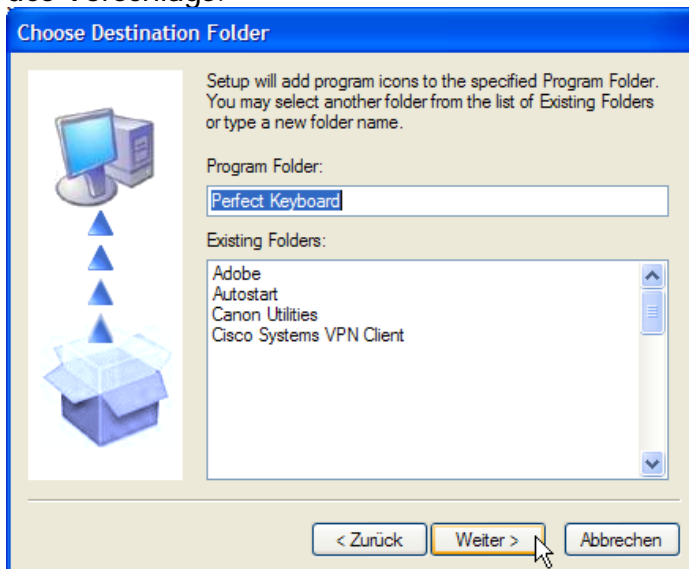 Choose Destination Folder
Setup will add program icons to the specified Program Folder.
You may select another folder from the list of Existing Folders
or type a new folder name.
Program Folder:
Perfect Keyboard
Existing Folders:
Adobe
Autostart
Canon Utilities
Cisco Systems VPN Client
< Zurück Weiter > Abbrechen